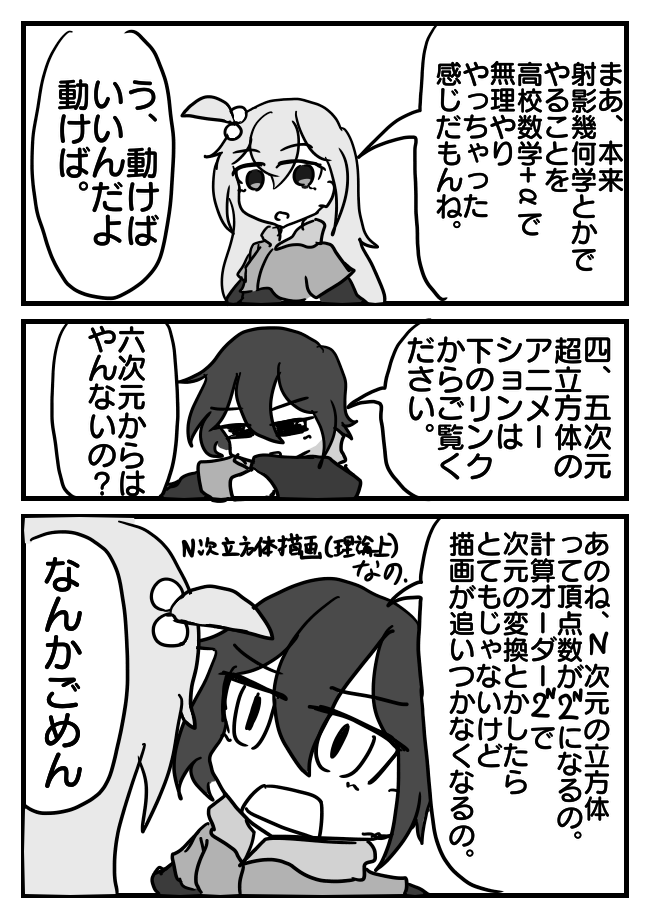 まあ、本来
射影幾何学とかで
やることを
高校数学+αで
無理やり
やっちゃった
感じだもんね。
う、動けば
いいんだよ
動けば。
四、五次元
超立方体の
アニメー
ションは
下のリンク
からご覧く
ださい。
六次元からは
やんないの？
あのね、N次元の立方体
って頂点数が2^Nになるの。
計算オーダー2^Nで
次元の変換とかしたら
とてもじゃないけど
描画が追いつかなくなるの。
N次立方体描画(理論上)
なの.
なんかごめん